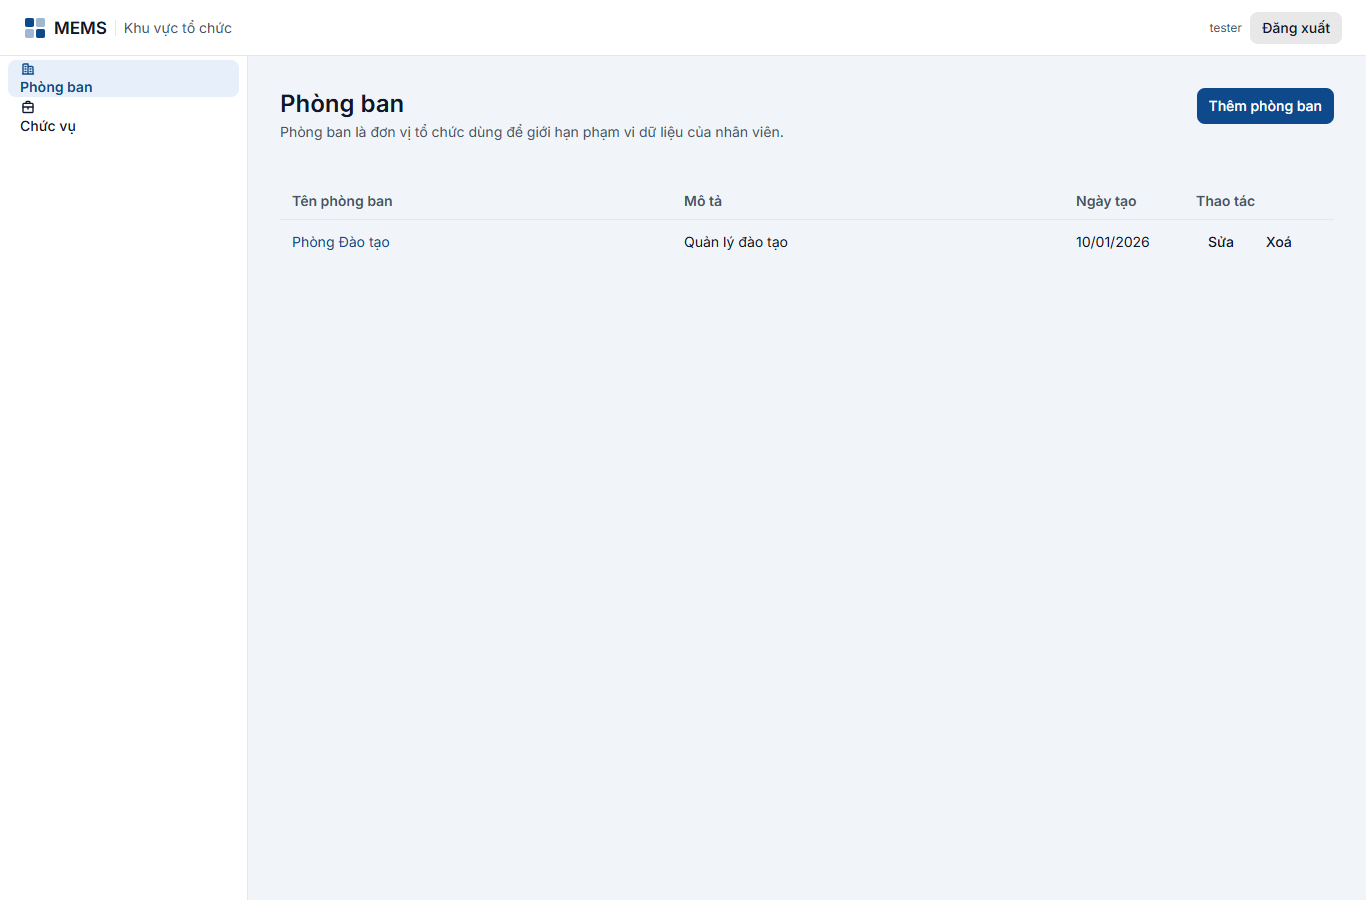 MEMS Khu vực tổ chức tester Đăng xuất
Phòng ban
Chức vụ
Phòng ban
Thêm phòng ban
Phòng ban là đơn vị tổ chức dùng để giới hạn phạm vi dữ liệu của nhân viên.
Tên phòng ban Mô tả Ngày tạo Thao tác
Phòng Đào tạo Quản lý đào tạo 10/01/2026 Sửa Xoá